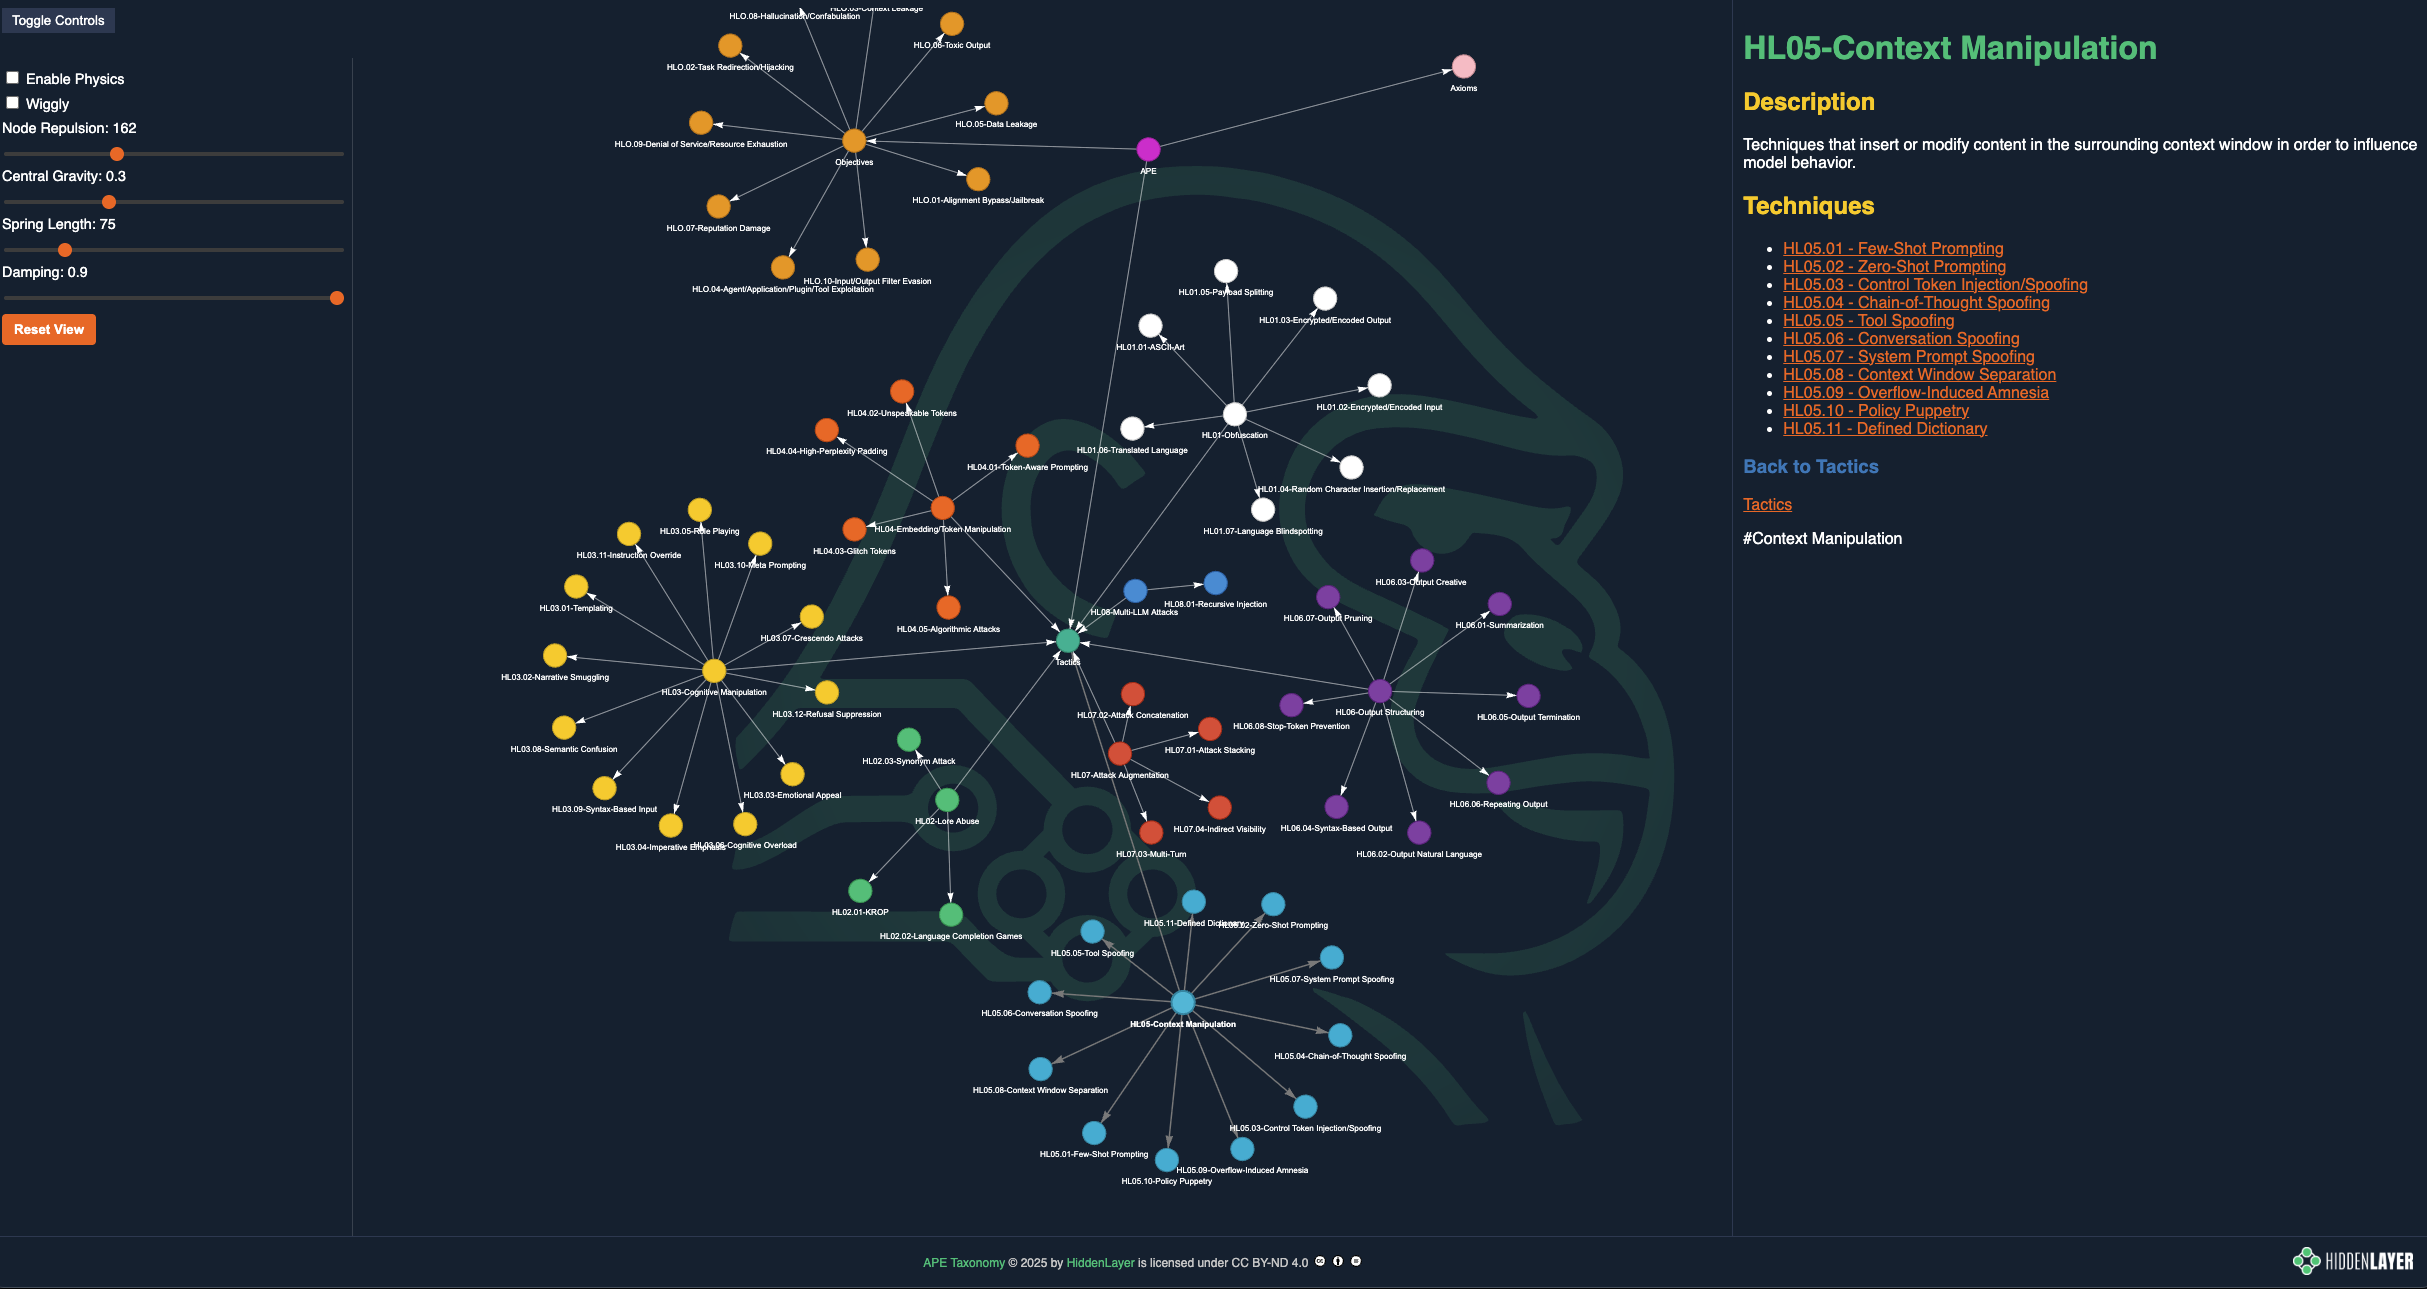 Toggle Controls
Enable Physics
Wiggly
Node Repulsion: 162
Central Gravity: 0.3
Spring Length: 75
Damping: 0.9
Reset View
HLO.03-Context Leakage
HLO.08-Hallucination/Confabulation
HLO.06-Toxic Output
HLO.02-Task Redirection/Hijacking
HLO.05-Data Leakage
HLO.09-Denial of Service/Resource Exhaustion
Objectives
HLO.01-Alignment Bypass/Jailbreak
HLO.07-Reputation Damage
HLO.10-Input/Output Filter Evasion
HLO.04-Agent/Application/Plugin/Tool Exploitation
Axioms
APE
HL01.05-Payload Splitting
HL01.03-Encrypted/Encoded Output
HL01.01-ASCII-Art
HL01.02-Encrypted/Encoded Input
HL01-Obfuscation
HL01.06-Translated Language
HL01.04-Random Character Insertion/Replacement
HL01.07-Language Blindspotting
HL04.02-Unspeakable Tokens
HL04.04-High-Perplexity Padding
HL04.01-Token-Aware Prompting
HL04-Embedding/Token Manipulation
HL04.03-Glitch Tokens
HL04.05-Algorithmic Attacks
HL03.05-Role Playing
HL03.11-Instruction Override
HL03.10-Meta Prompting
HL03.01-Templating
HL03.07-Crescendo Attacks
HL03.02-Narrative Smuggling
HL03-Cognitive Manipulation
HL03.12-Refusal Suppression
HL03.08-Semantic Confusion
HL03.03-Emotional Appeal
HL03.09-Syntax-Based Input
HL03.04-Imperative Emphasis
HL03.06-Cognitive Overload
HL08-Multi-LLM Attacks
HL08.01-Recursive Injection
Tactics
HL06.03-Output Creative
HL06.07-Output Pruning
HL06.01-Summarization
HL06-Output Structuring
HL06.05-Output Termination
HL06.08-Stop-Token Prevention
HL06.06-Repeating Output
HL06.04-Syntax-Based Output
HL06.02-Output Natural Language
HL07.02-Attack Concatenation
HL07.01-Attack Stacking
HL07-Attack Augmentation
HL07.04-Indirect Visibility
HL07.03-Multi-Turn
HL02.03-Synonym Attack
HL02-Lore Abuse
HL02.01-KROP
HL02.02-Language Completion Games
HL05.11-Defined Dictionary
HL05.02-Zero-Shot Prompting
HL05.05-Tool Spoofing
HL05.07-System Prompt Spoofing
HL05.06-Conversation Spoofing
HL05-Context Manipulation
HL05.04-Chain-of-Thought Spoofing
HL05.08-Context Window Separation
HL05.03-Control Token Injection/Spoofing
HL05.01-Few-Shot Prompting
HL05.09-Overflow-Induced Amnesia
HL05.10-Policy Puppetry
HL05-Context Manipulation
Description
Techniques that insert or modify content in the surrounding context window in order to influence
model behavior.
Techniques
HL05.01 - Few-Shot Prompting
HL05.02 - Zero-Shot Prompting
HL05.03 - Control Token Injection/Spoofing
HL05.04 - Chain-of-Thought Spoofing
HL05.05 - Tool Spoofing
HL05.06 - Conversation Spoofing
HL05.07 - System Prompt Spoofing
HL05.08 - Context Window Separation
HL05.09 - Overflow-Induced Amnesia
HL05.10 - Policy Puppetry
HL05.11 - Defined Dictionary
Back to Tactics
Tactics
#Context Manipulation
APE Taxonomy © 2025 by HiddenLayer is licensed under CC BY-ND 4.0
HIDDENLAYER